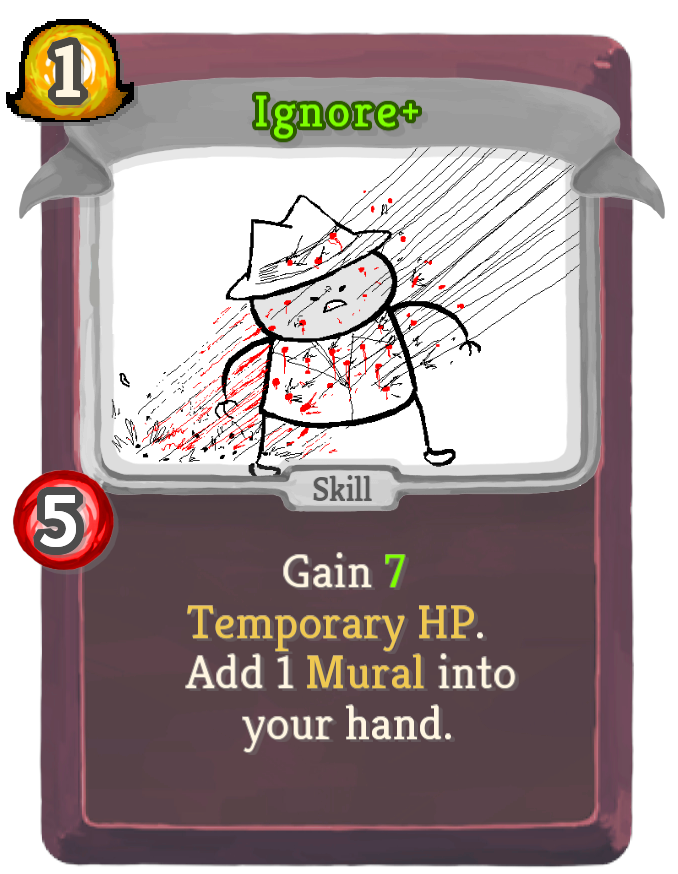 1
Ignore+
Skill
5
Gain 7
Temporary HP.
Add 1 Mural into
your hand.